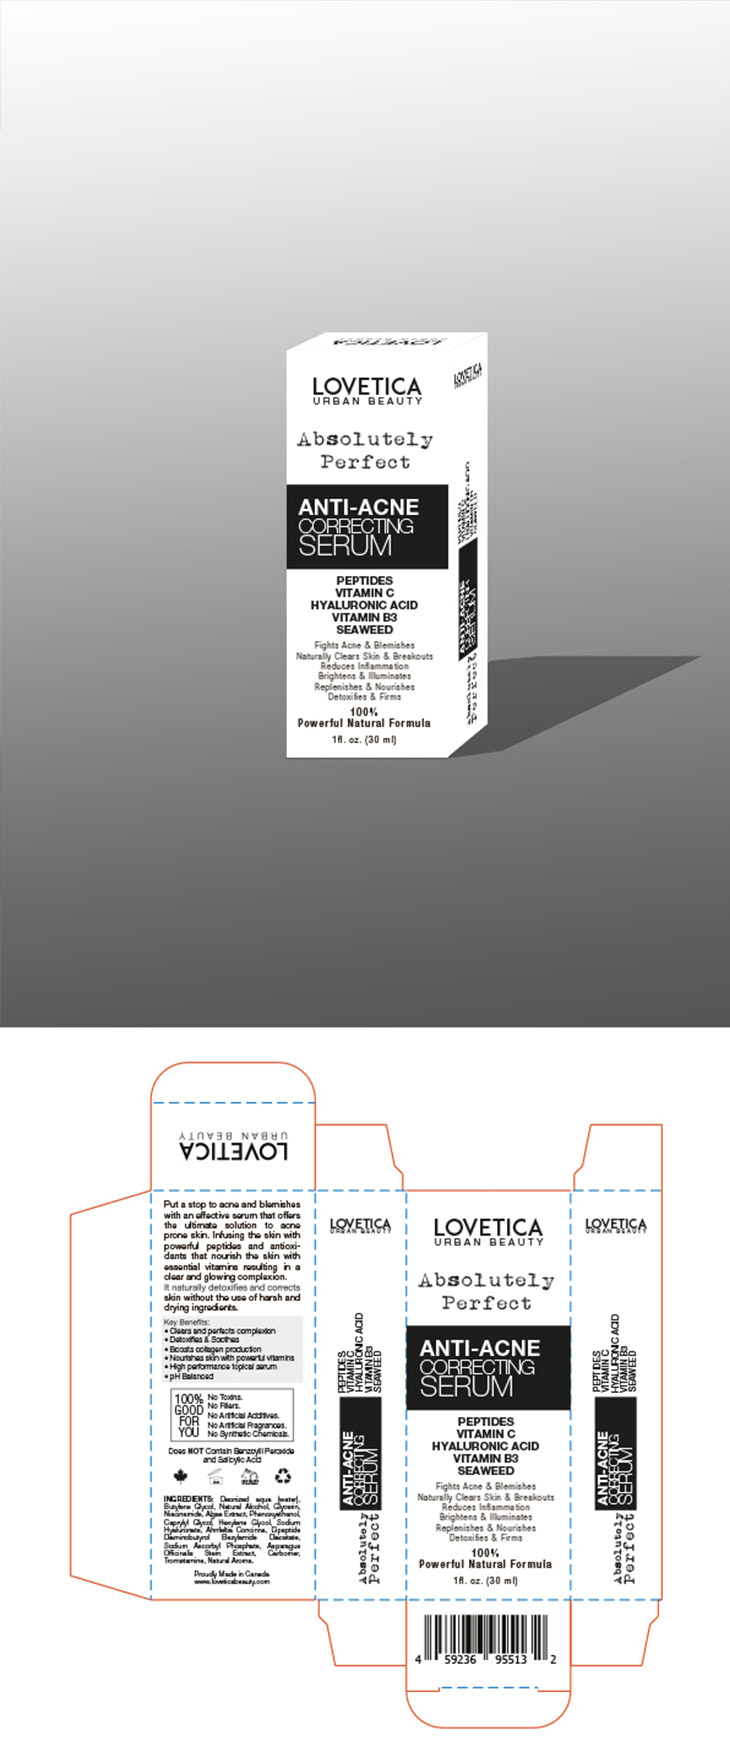 LOVETICA
LOVETICA
URBAN BEAUTY
LOVETICA
Absolutely
Perfect
ANTI-ACNE
CORRECTING
SERUM
PEPTIDES
VITAMIN C
HYALURONIC ACID
VITAMIN B3
SEAWEED
Fights Acne & Blemishes
Naturally Clears Skin & Breakouts
Reduces Inflammation
Brightens & Illuminates
Replenishes & Nourishes
Detoxifies & Firms
100%
Powerful Natural Formula
1fl. oz. (30 ml)
ANTI-ACNE
SERUM
Absolutely
Perfect
LOVETICA
URBAN BEAUTY
Put a stop to acne and blemishes
with an effective serum that offers
the ultimate solution to acne
prone skin. Infusing the skin with
powerful peptides and antioxi-
dants that nourish the skin with
essential vitamins resulting in a
clear and glowing complexion.
It naturally detoxifies and corrects
skin without the use of harsh and
drying ingredients.
Key Benefits:
• Clears and perfects complexion
• Detoxifies & Soothes
• Boosts collagen production
• Nourishes skin with powerful vitamins
• High performance topical serum
• pH Balanced
100%
GOOD
FOR
YOU
No Toxins.
No Fillers.
No Artificial Additives.
No Artificial Fragrances.
No Synthetic Chemicals.
Does NOT Contain Benzoyll Peroxide
and Salicylic Acid
INGREDIENTS: Deonized aqua (water),
Butylene Glycol, Natural Alcohol, Glycerin,
Niacinamide, Algae Extract, Phenoxyethanol,
Caprylyl Glycol, Hexylene Glycol, Sodium
Hyaluronate, Ahnfeltia Concinna, Dipeptide
Diaminobutyrol Bezylamide Diacetate,
Sodium Ascorbyl Phosphate, Asparagus
Officinalis Stem Extract, Carbomer,
Tromatamine, Natural Aroma.
Proudly Made in Canada
www.loveticabeauty.com
LOVETICA
URBAN BEAUTY
PEPTIDES
VITAMIN C
HYALURONIC ACID
VITAMIN B3
SEAWEED
ANTI-ACNE
CORRECTING
SERUM
Absolutely
Perfect
LOVETICA
URBAN BEAUTY
Absolutely
Perfect
ANTI-ACNE
CORRECTING
SERUM
PEPTIDES
VITAMIN C
HYALURONIC ACID
VITAMIN B3
SEAWEED
Fights Acne & Blemishes
Naturally Clears Skin & Breakouts
Reduces Inflammation
Brightens & Illuminates
Replenishes & Nourishes
Detoxifies & Firms
100%
Powerful Natural Formula
1fl. oz. (30 ml)
4 59236 95513 2
LOVETICA
URBAN BEAUTY
PEPTIDES
VITAMIN C
HYALURONIC ACID
VITAMIN B3
SEAWEED
ANTI-ACNE
CORRECTING
SERUM
Absolutely
Perfect